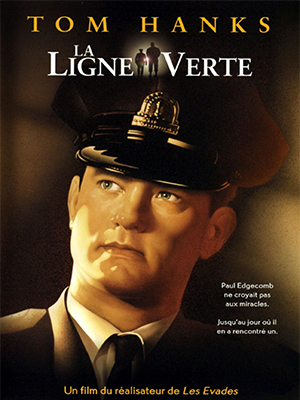 TOM HANKS
LA
LIGNE VERTE
Paul Edgecomb
ne croyait pas
aux miracles.
Jusqu'au jour où il
en a rencontré un.
Un film du réalisateur de Les Evades